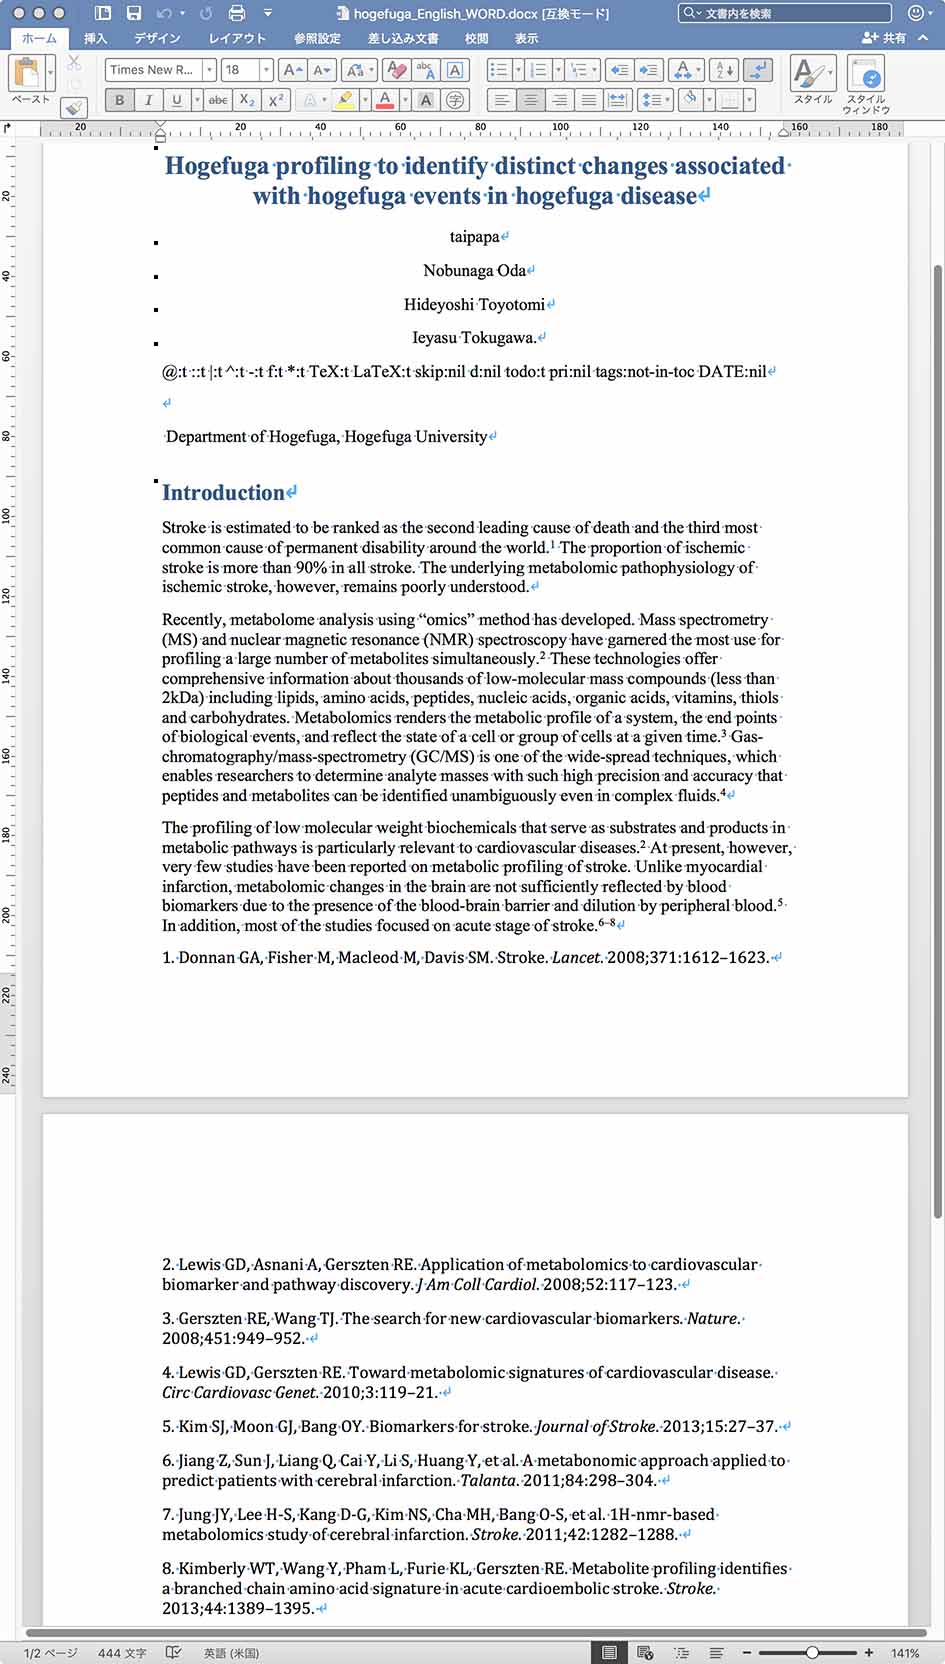 hogefuga_English_WORD.docx [互換モード]
文書内を検索
ホーム 挿入 デザイン レイアウト 参照設定 差し込み文書 校閲 表示 共有
Times New R... 18
ペースト
スタイル
スタイル
ウィンドウ
20 20 40 60 80 100 120 140 160 180
Hogefuga profiling to identify distinct changes associated
with hogefuga events in hogefuga disease
taipapa
Nobunaga Oda
Hideyoshi Toyotomi
Ieyasu Tokugawa.
@:t ::t |:t ^:t -:t f:t *:t TeX:t LaTeX:t skip:nil d:nil todo:t pri:nil tags:not-in-toc DATE:nil
Department of Hogefuga, Hogefuga University
Introduction
Stroke is estimated to be ranked as the second leading cause of death and the third most
common cause of permanent disability around the world.1 The proportion of ischemic
stroke is more than 90% in all stroke. The underlying metabolomic pathophysiology of
ischemic stroke, however, remains poorly understood.
Recently, metabolome analysis using “omics” method has developed. Mass spectrometry
(MS) and nuclear magnetic resonance (NMR) spectroscopy have garnered the most use for
profiling a large number of metabolites simultaneously.2 These technologies offer
comprehensive information about thousands of low-molecular mass compounds (less than
2kDa) including lipids, amino acids, peptides, nucleic acids, organic acids, vitamins, thiols
and carbohydrates. Metabolomics renders the metabolic profile of a system, the end points
of biological events, and reflect the state of a cell or group of cells at a given time.3 Gas-
chromatography/mass-spectrometry (GC/MS) is one of the wide-spread techniques, which
enables researchers to determine analyte masses with such high precision and accuracy that
peptides and metabolites can be identified unambiguously even in complex fluids.4
The profiling of low molecular weight biochemicals that serve as substrates and products in
metabolic pathways is particularly relevant to cardiovascular diseases.2 At present, however,
very few studies have been reported on metabolic profiling of stroke. Unlike myocardial
infarction, metabolomic changes in the brain are not sufficiently reflected by blood
biomarkers due to the presence of the blood-brain barrier and dilution by peripheral blood.5
In addition, most of the studies focused on acute stage of stroke.6–8
1. Donnan GA, Fisher M, Macleod M, Davis SM. Stroke. Lancet. 2008;371:1612–1623.
2. Lewis GD, Asnani A, Gerszten RE. Application of metabolomics to cardiovascular
biomarker and pathway discovery. J Am Coll Cardiol. 2008;52:117–123.
3. Gerszten RE, Wang TJ. The search for new cardiovascular biomarkers. Nature.
2008;451:949–952.
4. Lewis GD, Gerszten RE. Toward metabolomic signatures of cardiovascular disease.
Circ Cardiovasc Genet. 2010;3:119–21.
5. Kim SJ, Moon GJ, Bang OY. Biomarkers for stroke. Journal of Stroke. 2013;15:27–37.
6. Jiang Z, Sun J, Liang Q, Cai Y, Li S, Huang Y, et al. A metabonomic approach applied to
predict patients with cerebral infarction. Talanta. 2011;84:298–304.
7. Jung JY, Lee H-S, Kang D-G, Kim NS, Cha MH, Bang O-S, et al. 1H-nmr-based
metabolomics study of cerebral infarction. Stroke. 2011;42:1282–1288.
8. Kimberly WT, Wang Y, Pham L, Furie KL, Gerszten RE. Metabolite profiling identifies
a branched chain amino acid signature in acute cardioembolic stroke. Stroke.
2013;44:1389–1395.
1/2 ページ 444 文字 英語 (米国) 141%